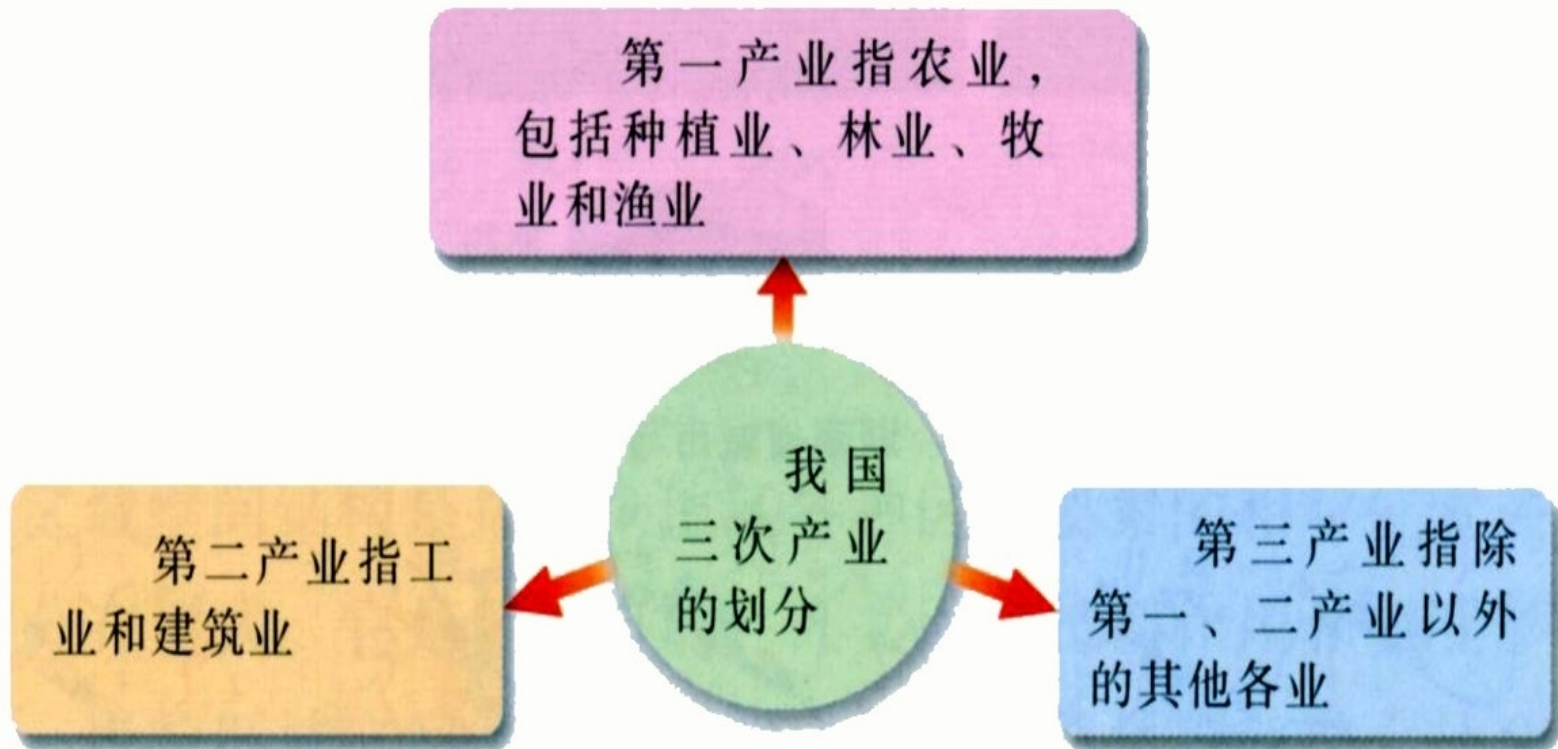 第一产业指农业，
包括种植业、林业、牧
业和渔业
我国
三次产业
的划分
第二产业指工
业和建筑业
第三产业指除
第一、二产业以外
的其他各业